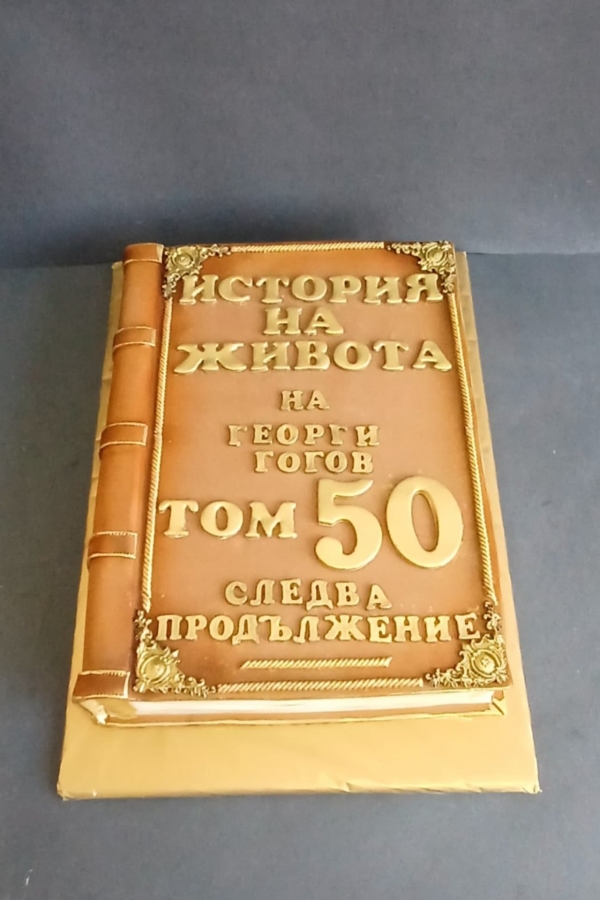 ИСТОРИЯ
НА
ЖИВОТА
НА
ГЕОРГИ
ГОГОВ
ТОМ 50
СЛЕДВА
ПРОДЪЛЖЕНИЕ